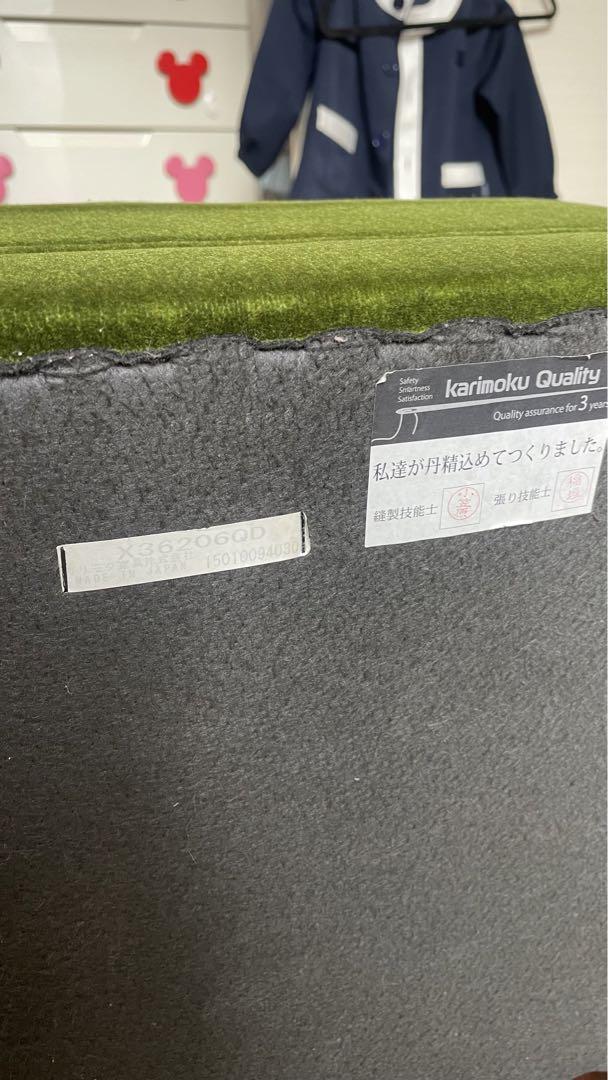 Safety
Smartness
Satisfaction
karimoku Quality
Quality assurance for 3 years
私達が丹精込めてつくりました。
縫製技能士 張り技能士
X36206QD
MADE IN JAPAN 15010094030